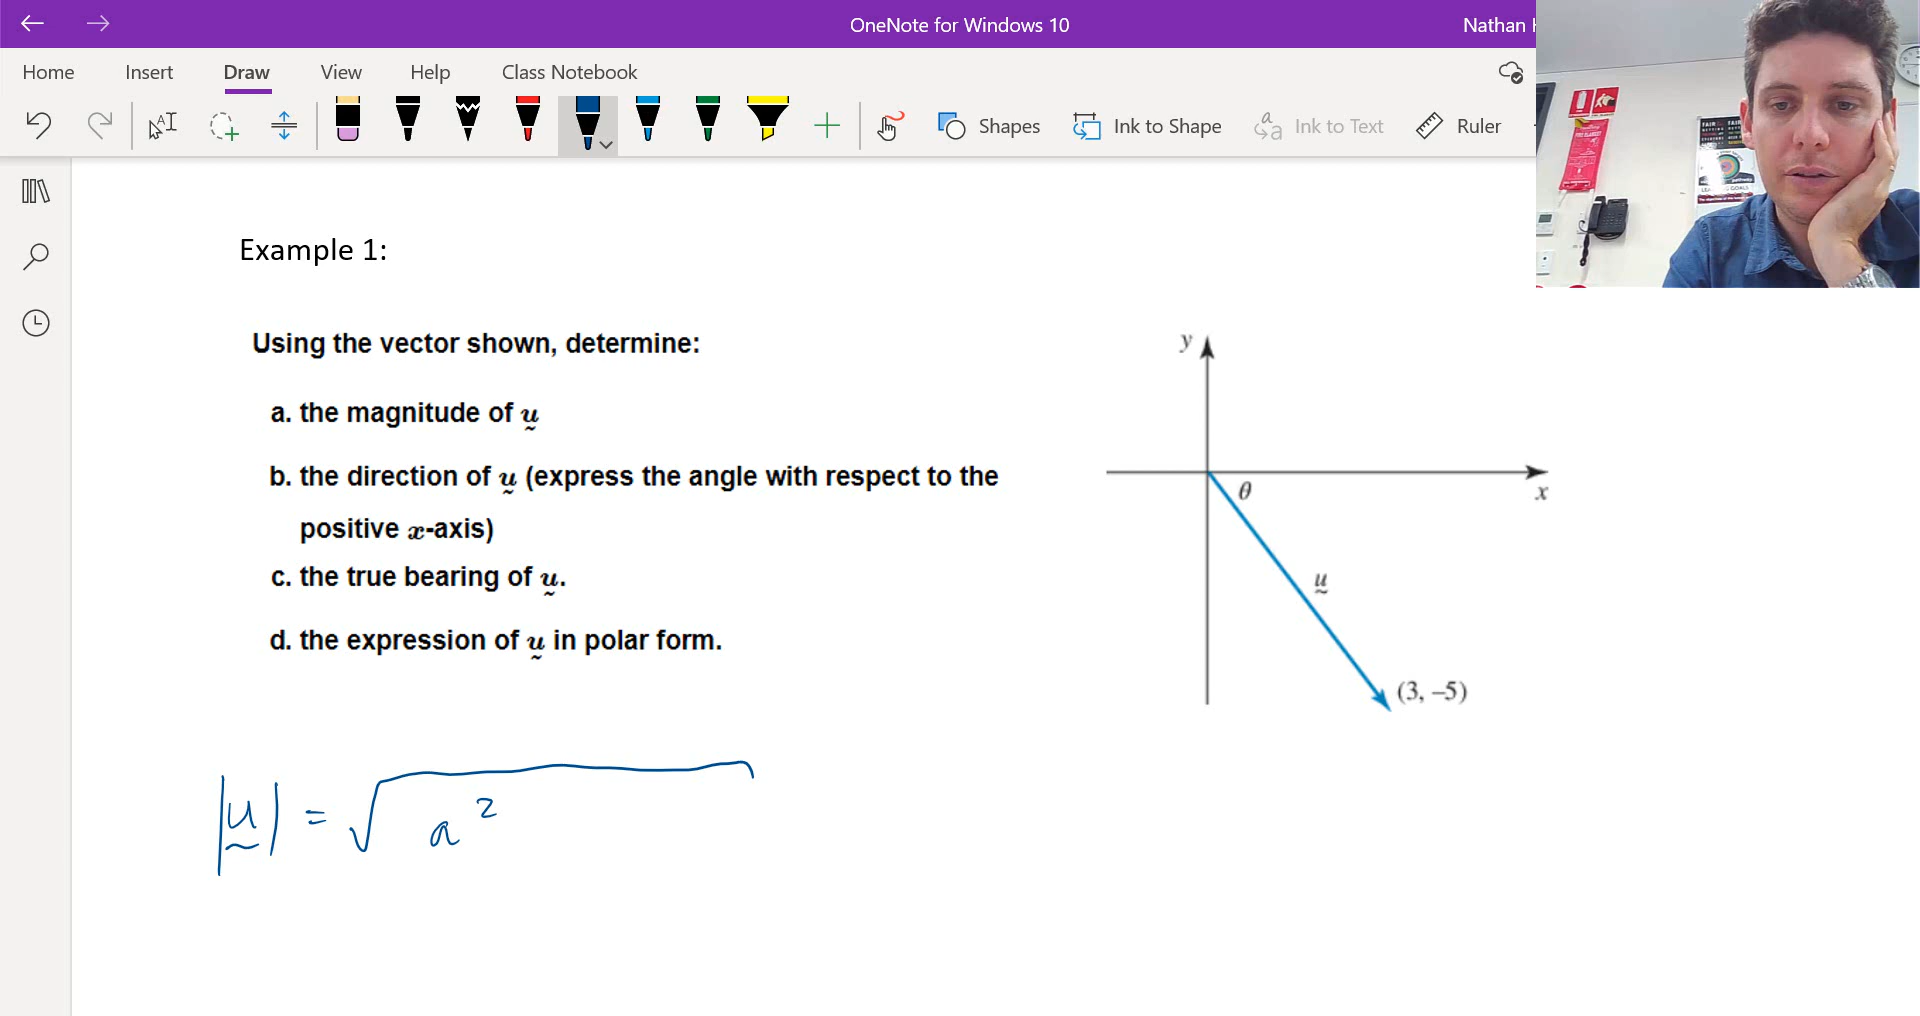 OneNote for Windows 10
Nathan
Home Insert Draw View Help Class Notebook
Shapes Ink to Shape Ink to Text Ruler
Example 1:
Using the vector shown, determine:
a. the magnitude of u
b. the direction of u (express the angle with respect to the
positive x-axis)
c. the true bearing of u.
d. the expression of u in polar form.
y
θ
x
u
(3, –5)
|u| = √a²